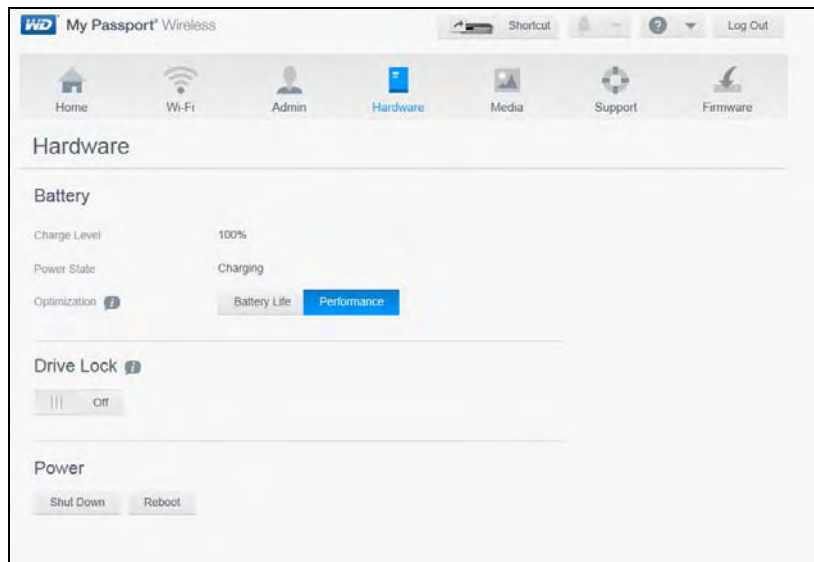 WD My Passport® Wireless Shortcut ? Log Out
Home Wi-Fi Admin Hardware Media Support Firmware
Hardware
Battery
Charge Level 100%
Power State Charging
Optimization i Battery Life Performance
Drive Lock i
Off
Power
Shut Down Reboot